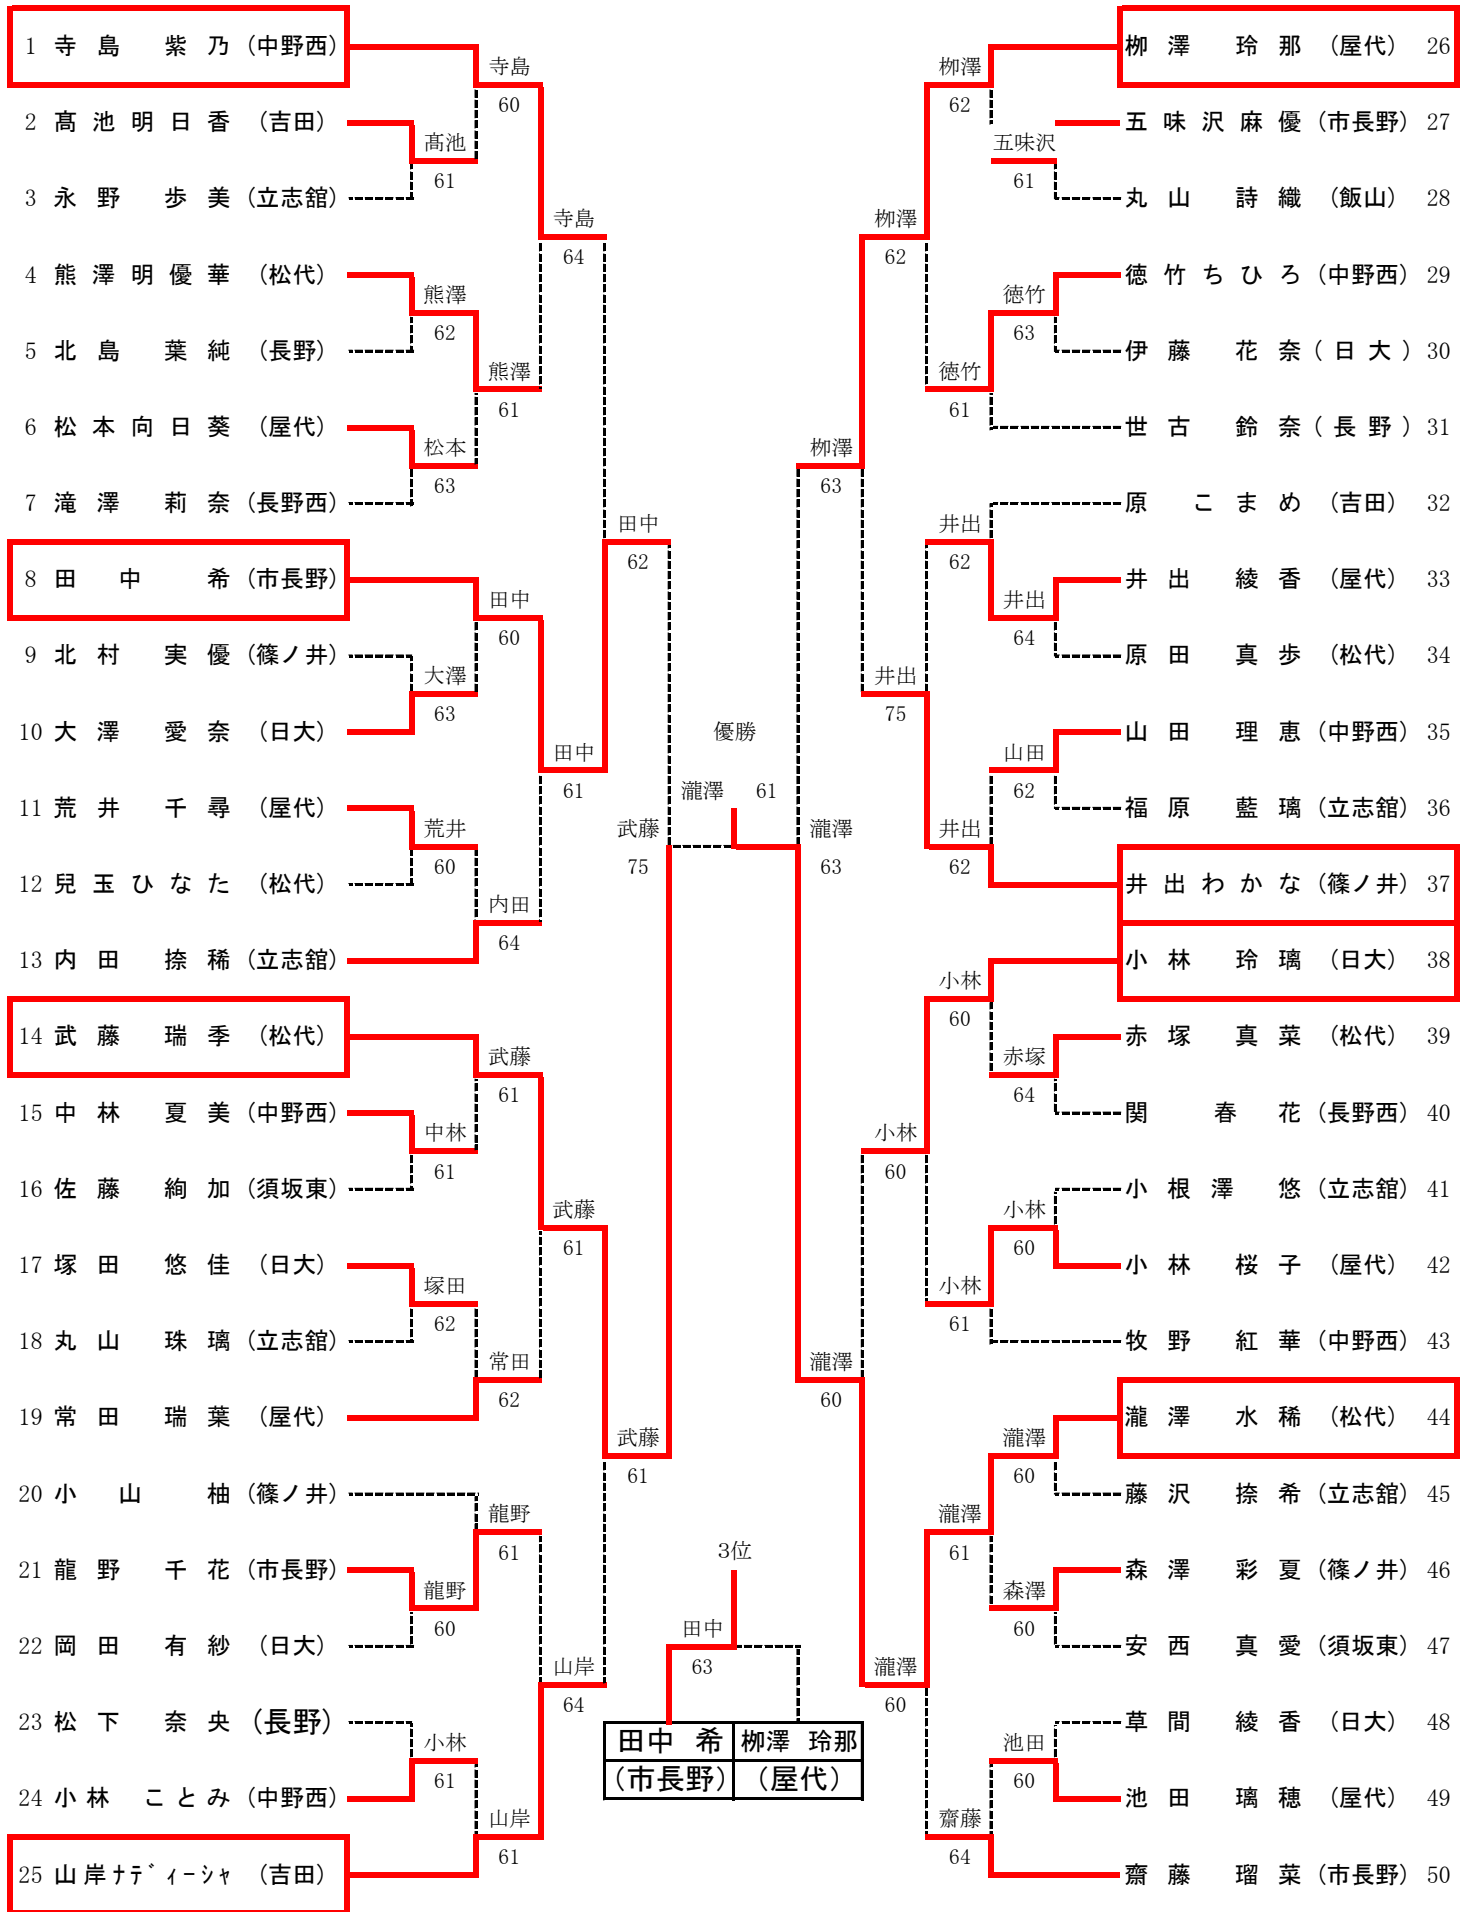 1 寺島 紫乃 (中野西)
2 髙池明日香 (吉田)
3 永野 歩美 (立志舘)
4 熊澤明優華 (松代)
5 北島 葉純 (長野)
6 松本向日葵 (屋代)
7 滝澤 莉奈 (長野西)
8 田中 希 (市長野)
9 北村 実優 (篠ノ井)
10 大澤 愛奈 (日大)
11 荒井 千尋 (屋代)
12 兒玉ひなた (松代)
13 内田 捺稀 (立志舘)
14 武藤 瑞季 (松代)
15 中林 夏美 (中野西)
16 佐藤 絢加 (須坂東)
17 塚田 悠佳 (日大)
18 丸山 珠璃 (立志舘)
19 常田 瑞葉 (屋代)
20 小山 柚 (篠ノ井)
21 龍野 千花 (市長野)
22 岡田 有紗 (日大)
23 松下 奈央 (長野)
24 小林 ことみ (中野西)
25 山岸ﾅﾃﾞｨｰｼｬ (吉田)
髙池
61
熊澤
62
松本
63
大澤
63
荒井
60
中林
61
塚田
62
龍野
60
小林
61
寺島
60
熊澤
61
田中
60
内田
64
武藤
61
常田
62
龍野
61
山岸
61
寺島
64
田中
61
武藤
61
山岸
64
田中
62
武藤
61
武藤
75
優勝
瀧澤 61
3位
田中
63
田中 希
(市長野)
栁澤 玲那
(屋代)
瀧澤
63
栁澤
63
瀧澤
60
栁澤
62
井出
75
小林
60
瀧澤
60
栁澤
62
徳竹
61
井出
62
井出
62
小林
60
小林
61
瀧澤
61
齋藤
64
五味沢
61
徳竹
63
井出
64
山田
62
赤塚
64
小林
60
瀧澤
60
森澤
60
池田
60
栁澤 玲那 (屋代) 26
五味沢麻優 (市長野) 27
丸山 詩織 (飯山) 28
徳竹ちひろ (中野西) 29
伊藤 花奈 (日大) 30
世古 鈴奈 (長野) 31
原 こまめ (吉田) 32
井出 綾香 (屋代) 33
原田 真歩 (松代) 34
山田 理恵 (中野西) 35
福原 藍璃 (立志舘) 36
井出わかな (篠ノ井) 37
小林 玲璃 (日大) 38
赤塚 真菜 (松代) 39
関 春花 (長野西) 40
小根澤 悠 (立志舘) 41
小林 桜子 (屋代) 42
牧野 紅華 (中野西) 43
瀧澤 水稀 (松代) 44
藤沢 捺希 (立志舘) 45
森澤 彩夏 (篠ノ井) 46
安西 真愛 (須坂東) 47
草間 綾香 (日大) 48
池田 璃穂 (屋代) 49
齋藤 瑠菜 (市長野) 50